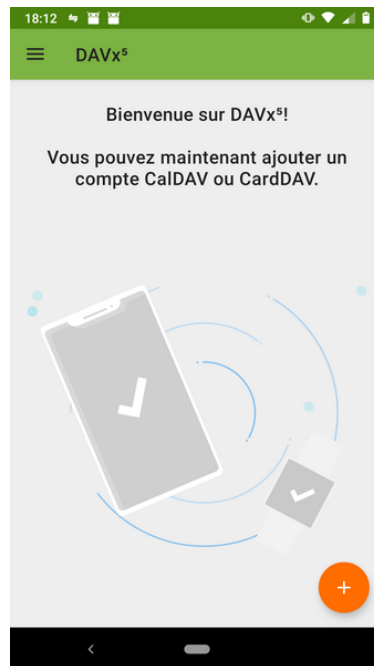 18:12
DAVx⁵
Bienvenue sur DAVx⁵!
Vous pouvez maintenant ajouter un
compte CalDAV ou CardDAV.